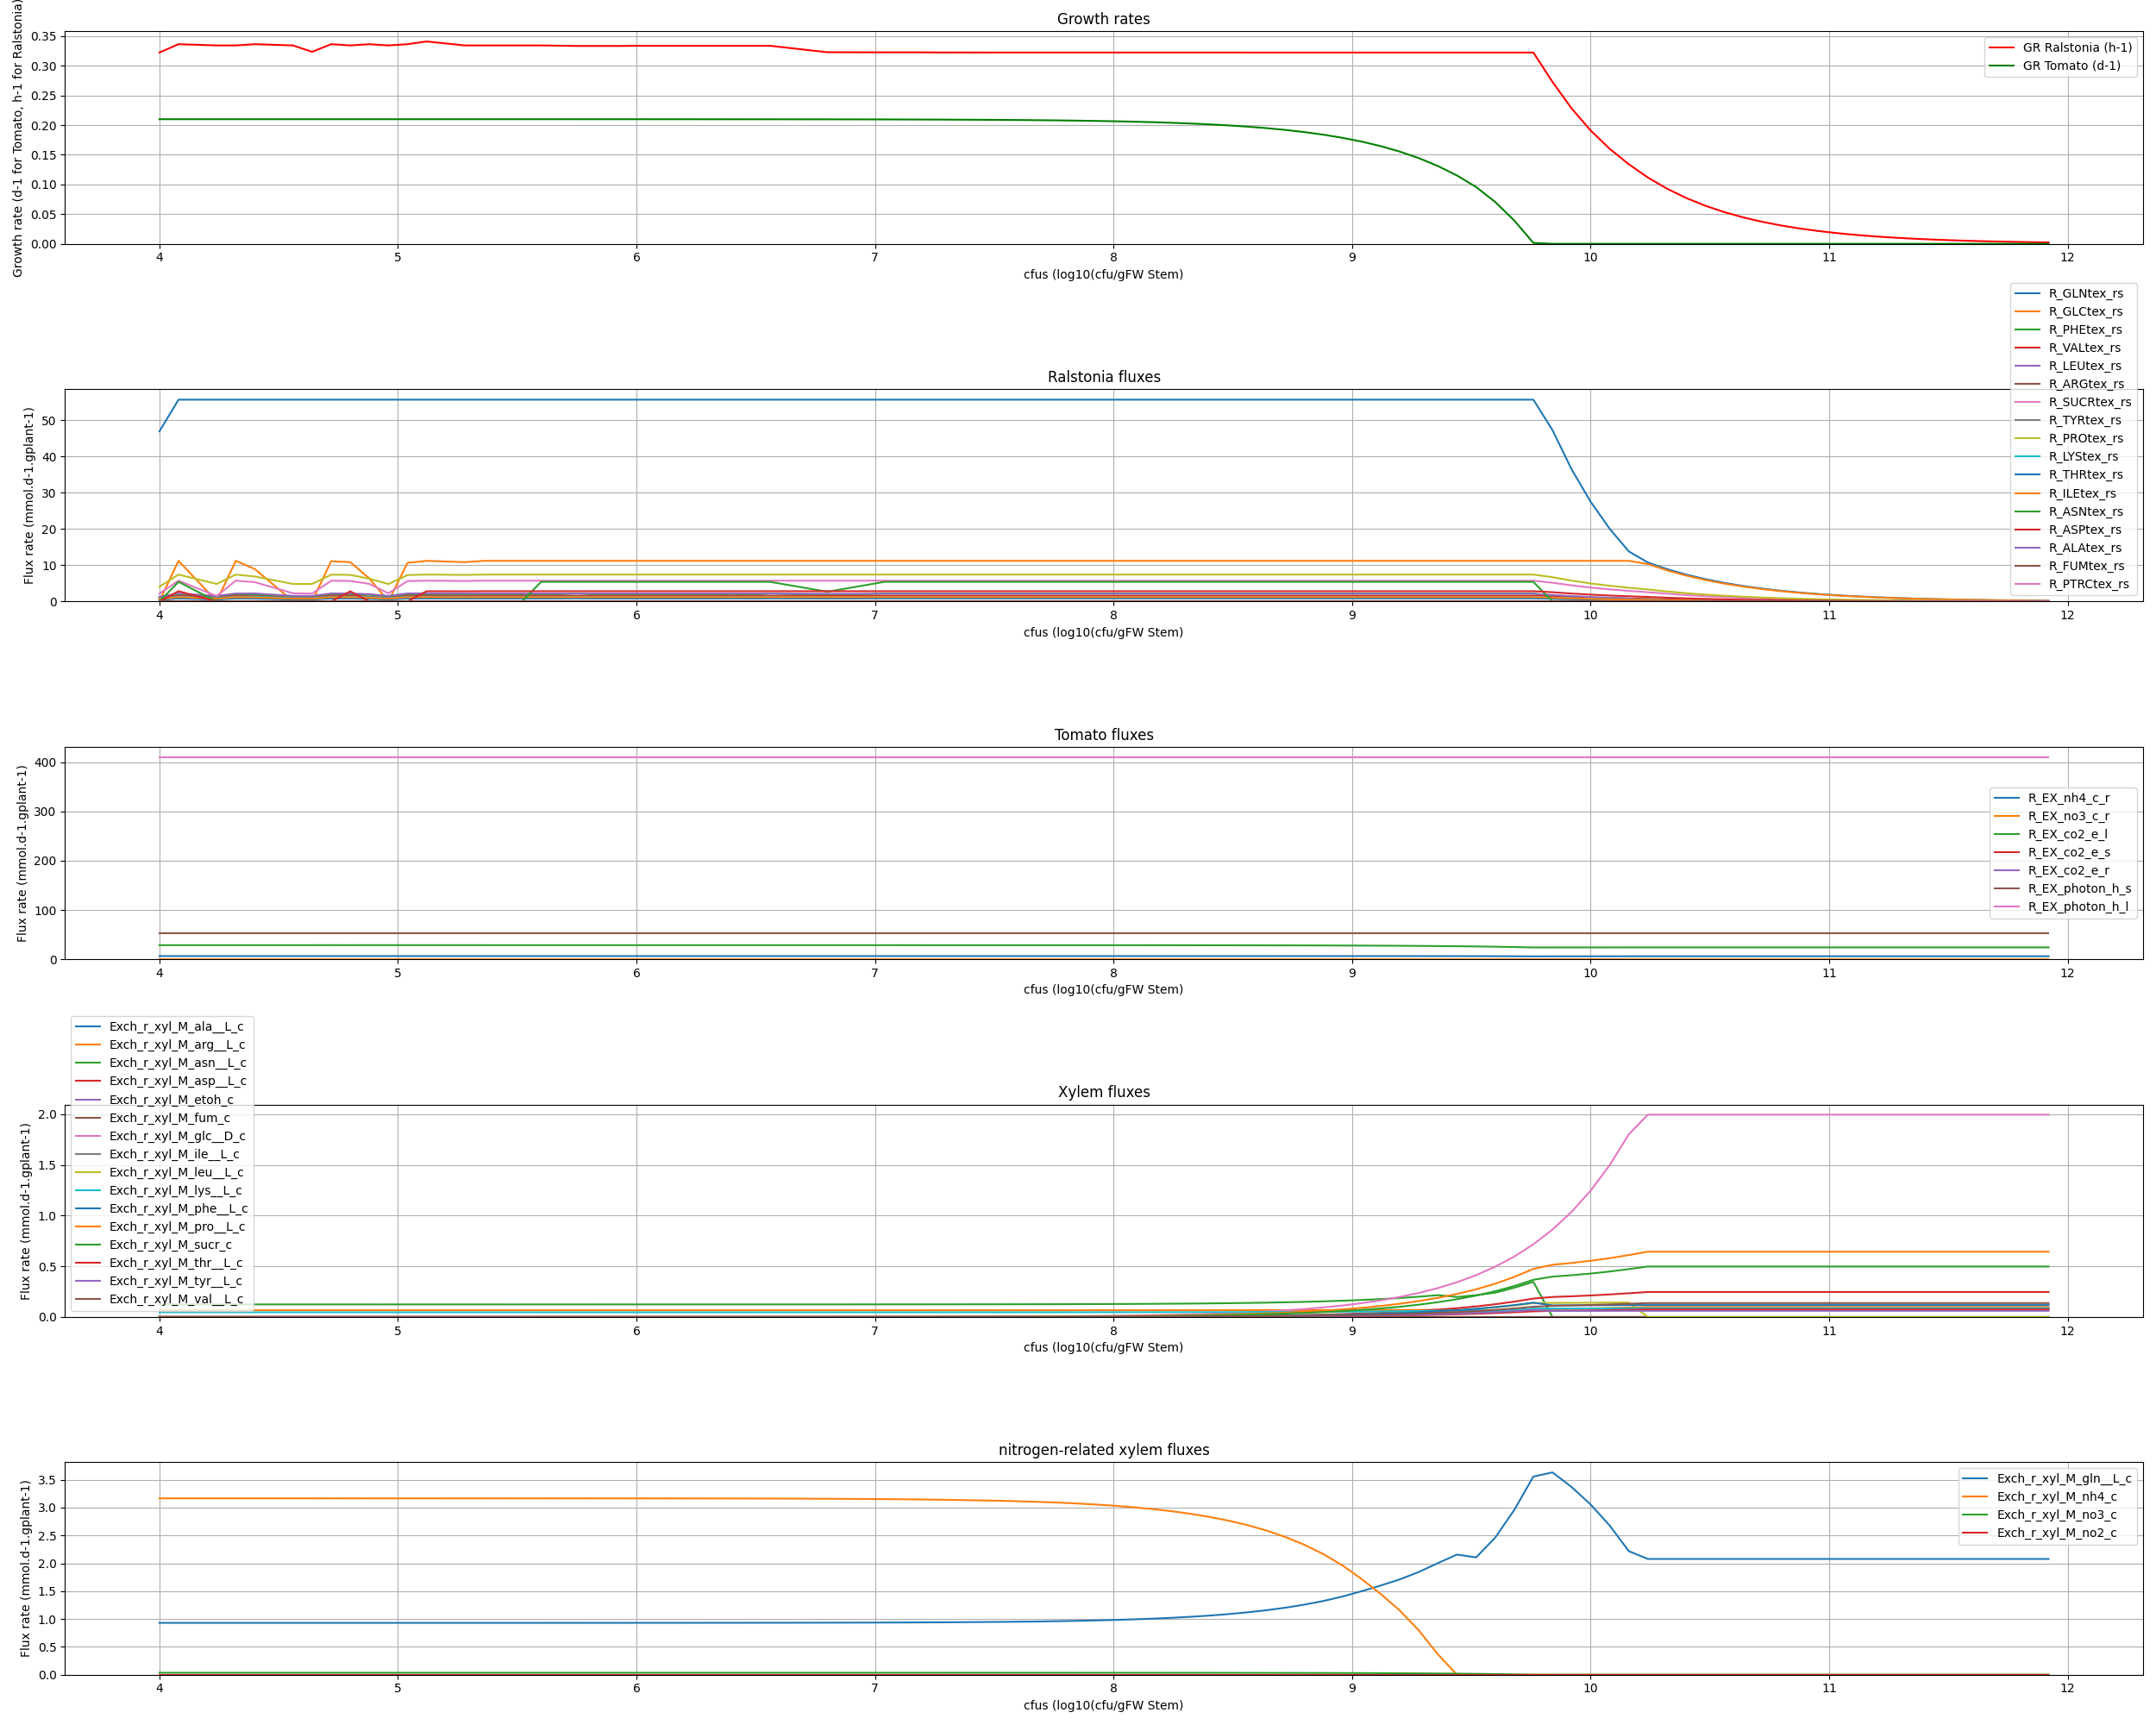 Growth rates
Growth rate (d-1 for Tomato, h-1 for Ralstonia)
0.35
0.30
0.25
0.20
0.15
0.10
0.05
0.00
GR Ralstonia (h-1)
GR Tomato (d-1)
4 5 6 7 8 9 10 11 12
cfus (log10(cfu/gFW Stem)
Ralstonia fluxes
Flux rate (mmol.d-1.gplant-1)
50
40
30
20
10
0
R_GLNtex_rs
R_GLCtex_rs
R_PHEtex_rs
R_VALtex_rs
R_LEUtex_rs
R_ARGtex_rs
R_SUCRtex_rs
R_TYRtex_rs
R_PROtex_rs
R_LYStex_rs
R_THRtex_rs
R_ILEtex_rs
R_ASNtex_rs
R_ASPtex_rs
R_ALAtex_rs
R_FUMtex_rs
R_PTRCtex_rs
4 5 6 7 8 9 10 11 12
cfus (log10(cfu/gFW Stem)
Tomato fluxes
Flux rate (mmol.d-1.gplant-1)
400
300
200
100
0
R_EX_nh4_c_r
R_EX_no3_c_r
R_EX_co2_e_l
R_EX_co2_e_s
R_EX_co2_e_r
R_EX_photon_h_s
R_EX_photon_h_l
4 5 6 7 8 9 10 11 12
cfus (log10(cfu/gFW Stem)
Xylem fluxes
Flux rate (mmol.d-1.gplant-1)
2.0
1.5
1.0
0.5
0.0
Exch_r_xyl_M_ala__L_c
Exch_r_xyl_M_arg__L_c
Exch_r_xyl_M_asn__L_c
Exch_r_xyl_M_asp__L_c
Exch_r_xyl_M_etoh_c
Exch_r_xyl_M_fum_c
Exch_r_xyl_M_glc__D_c
Exch_r_xyl_M_ile__L_c
Exch_r_xyl_M_leu__L_c
Exch_r_xyl_M_lys__L_c
Exch_r_xyl_M_phe__L_c
Exch_r_xyl_M_pro__L_c
Exch_r_xyl_M_sucr_c
Exch_r_xyl_M_thr__L_c
Exch_r_xyl_M_tyr__L_c
Exch_r_xyl_M_val__L_c
4 5 6 7 8 9 10 11 12
cfus (log10(cfu/gFW Stem)
nitrogen-related xylem fluxes
Flux rate (mmol.d-1.gplant-1)
3.5
3.0
2.5
2.0
1.5
1.0
0.5
0.0
Exch_r_xyl_M_gln__L_c
Exch_r_xyl_M_nh4_c
Exch_r_xyl_M_no3_c
Exch_r_xyl_M_no2_c
4 5 6 7 8 9 10 11 12
cfus (log10(cfu/gFW Stem)